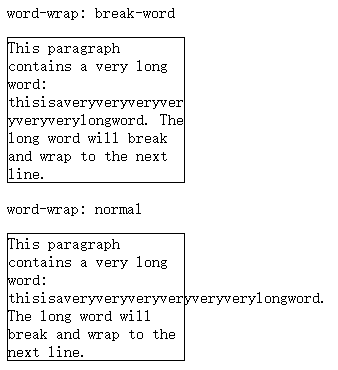 word-wrap: break-word
This paragraph
contains a very long
word:
thisisaveryveryveryver
yveryverylongword. The
long word will break
and wrap to the next
line.
word-wrap: normal
This paragraph
contains a very long
word:
thisisaveryveryveryveryveryverylongword.
The long word will
break and wrap to the
next line.